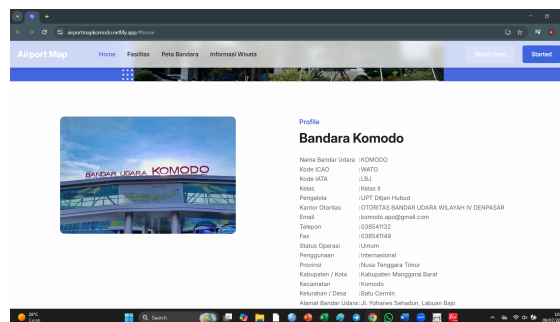 airportmapkomodo.netlify.app/#home
Airport Map
Home
Fasilitas
Peta Bandara
Informasi Wisata
Watch Intro
Started
Profile
Bandara Komodo
BANDAR UDARA KOMODO
Nama Bandar Udara :KOMODO
Kode ICAO :WATO
Kode IATA :LBJ
Kelas :Kelas II
Pengelola :UPT Ditjen Hubud
Kantor Otoritas :OTORITAS BANDAR UDARA WILAYAH IV DENPASAR
Email :komodo.apo@gmail.com
Telepon :038541132
Fax :038541149
Status Operasi :Umum
Penggunaan :Internasional
Provinsi :Nusa Tenggara Timur
Kabupaten / Kota :Kabupaten Manggarai Barat
Kecamatan :Komodo
Kelurahan / Desa :Batu Cermin
Alamat Bandar Udara:Jl. Yohanes Sehadun, Labuan Bajo
Cerah
Search